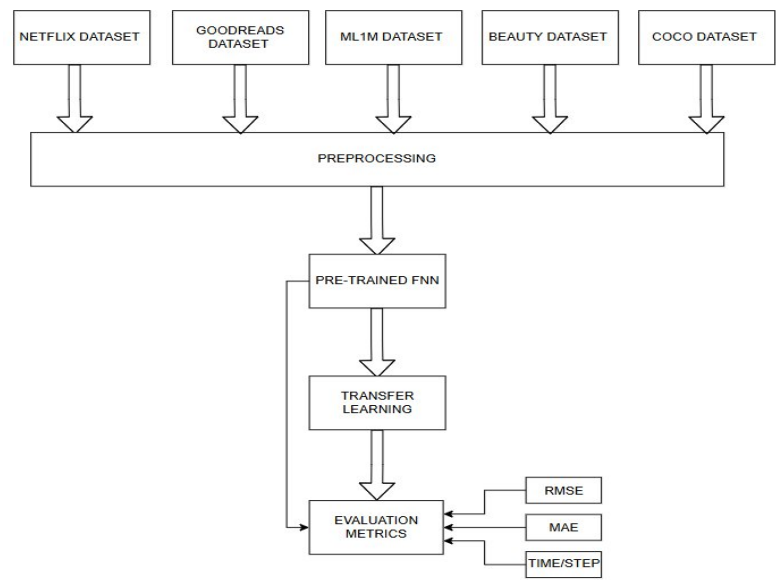 NETFLIX DATASET
GOODREADS
DATASET
ML1M DATASET
BEAUTY DATASET
COCO DATASET
PREPROCESSING
PRE-TRAINED FNN
TRANSFER
LEARNING
EVALUATION
METRICS
RMSE
MAE
TIME/STEP